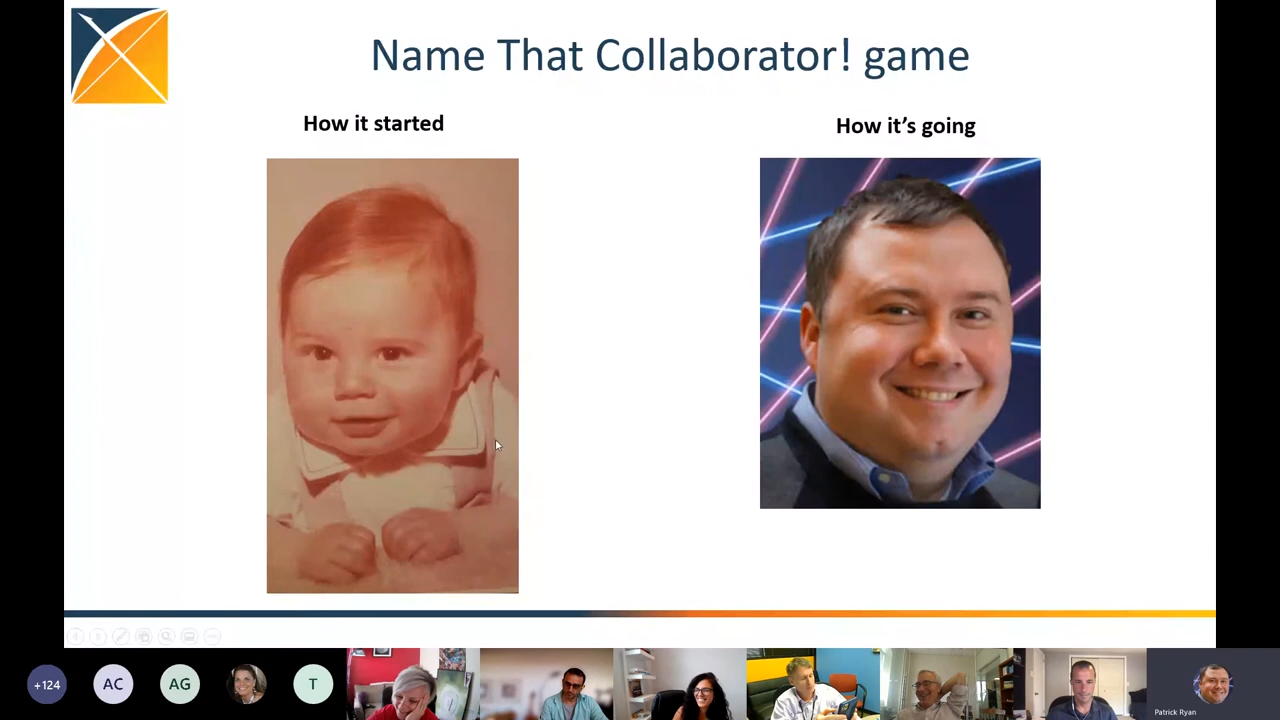 Name That Collaborator! game
How it started
How it's going
+124
AC
AG
T
Patrick Ryan